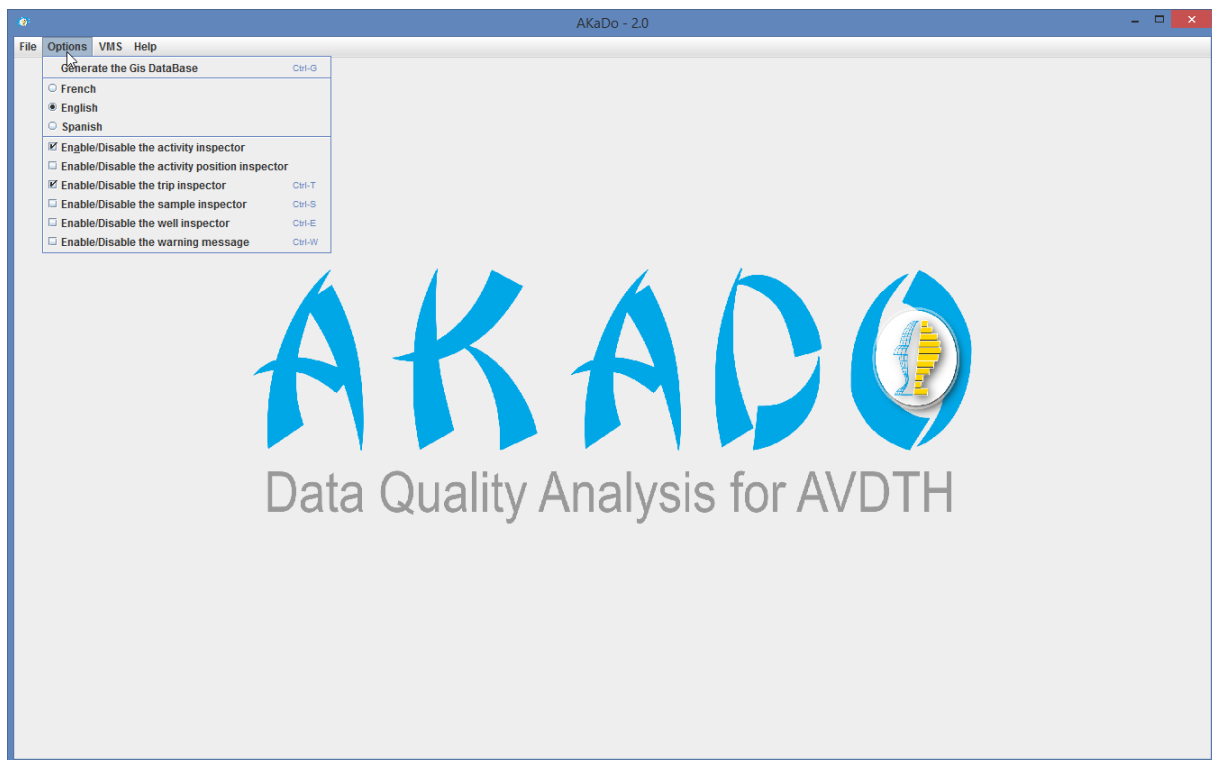 AKaDo - 2.0
File Options VMS Help
Generate the Gis DataBase Ctrl-G
French
English
Spanish
Enable/Disable the activity inspector
Enable/Disable the activity position inspector
Enable/Disable the trip inspector Ctrl-T
Enable/Disable the sample inspector Ctrl-S
Enable/Disable the well inspector Ctrl-E
Enable/Disable the warning message Ctrl-W
AKADO
Data Quality Analysis for AVDTH